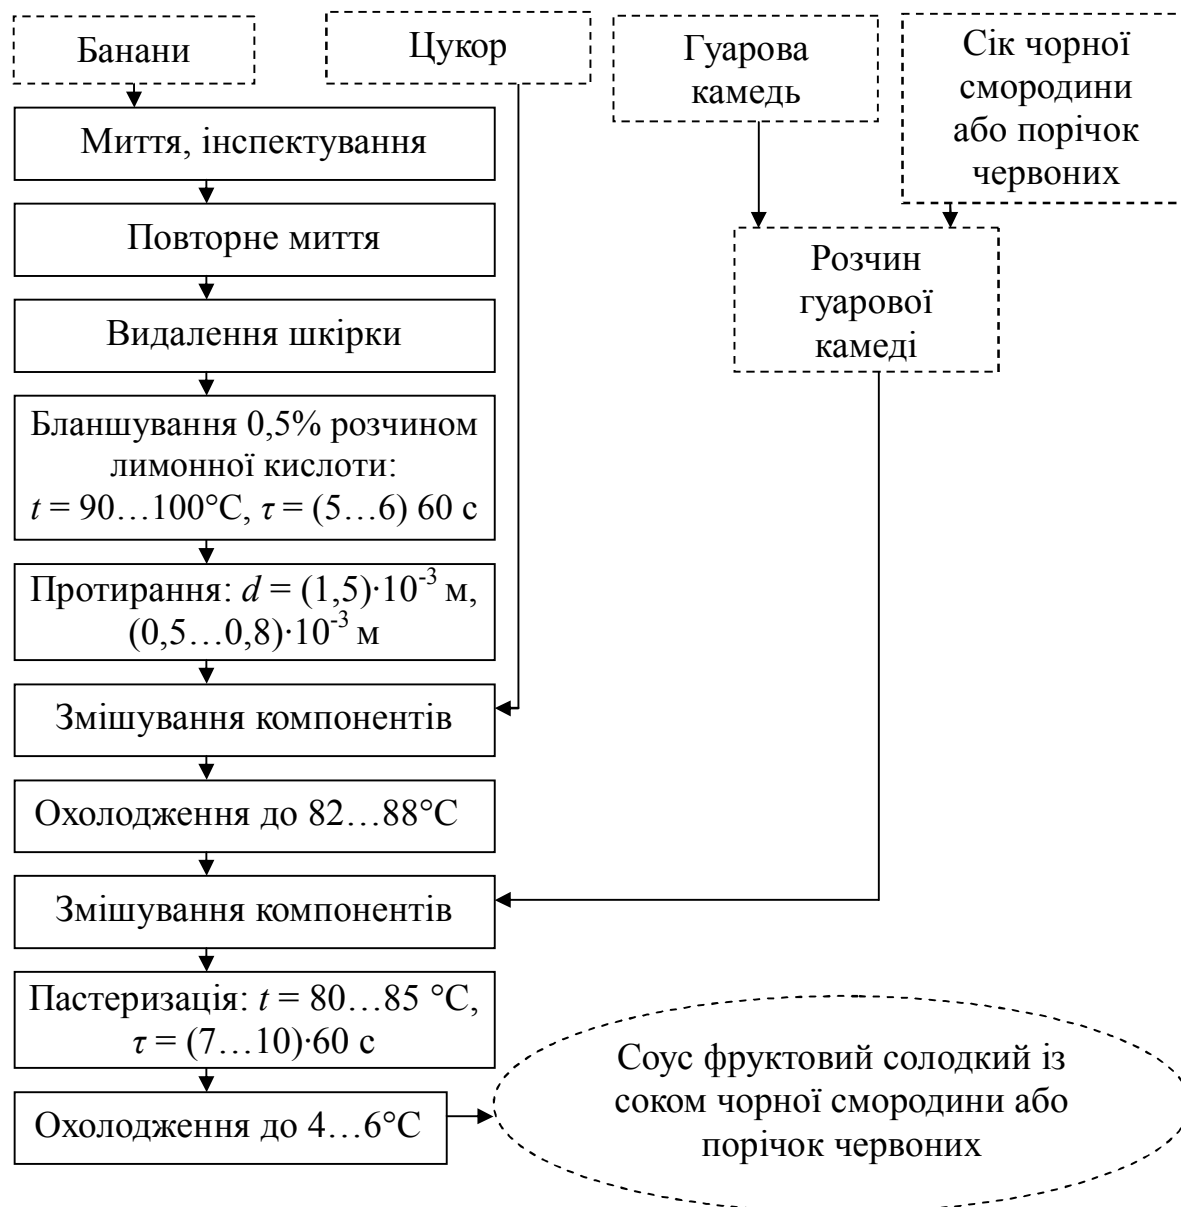 Банани
Цукор
Гуарова
камедь
Сік чорної
смородини
або порічок
червоних
Миття, інспектування
Повторне миття
Розчин
гуарової
камеді
Видалення шкірки
Бланшування 0,5% розчином
лимонної кислоти:
t = 90…100°C, τ = (5…6) 60 с
Протирання: d = (1,5)·10⁻³ м,
(0,5…0,8)·10⁻³ м
Змішування компонентів
Охолодження до 82…88°C
Змішування компонентів
Пастеризація: t = 80…85 °C,
τ = (7…10)·60 с
Охолодження до 4…6°C
Соус фруктовий солодкий із
соком чорної смородини або
порічок червоних